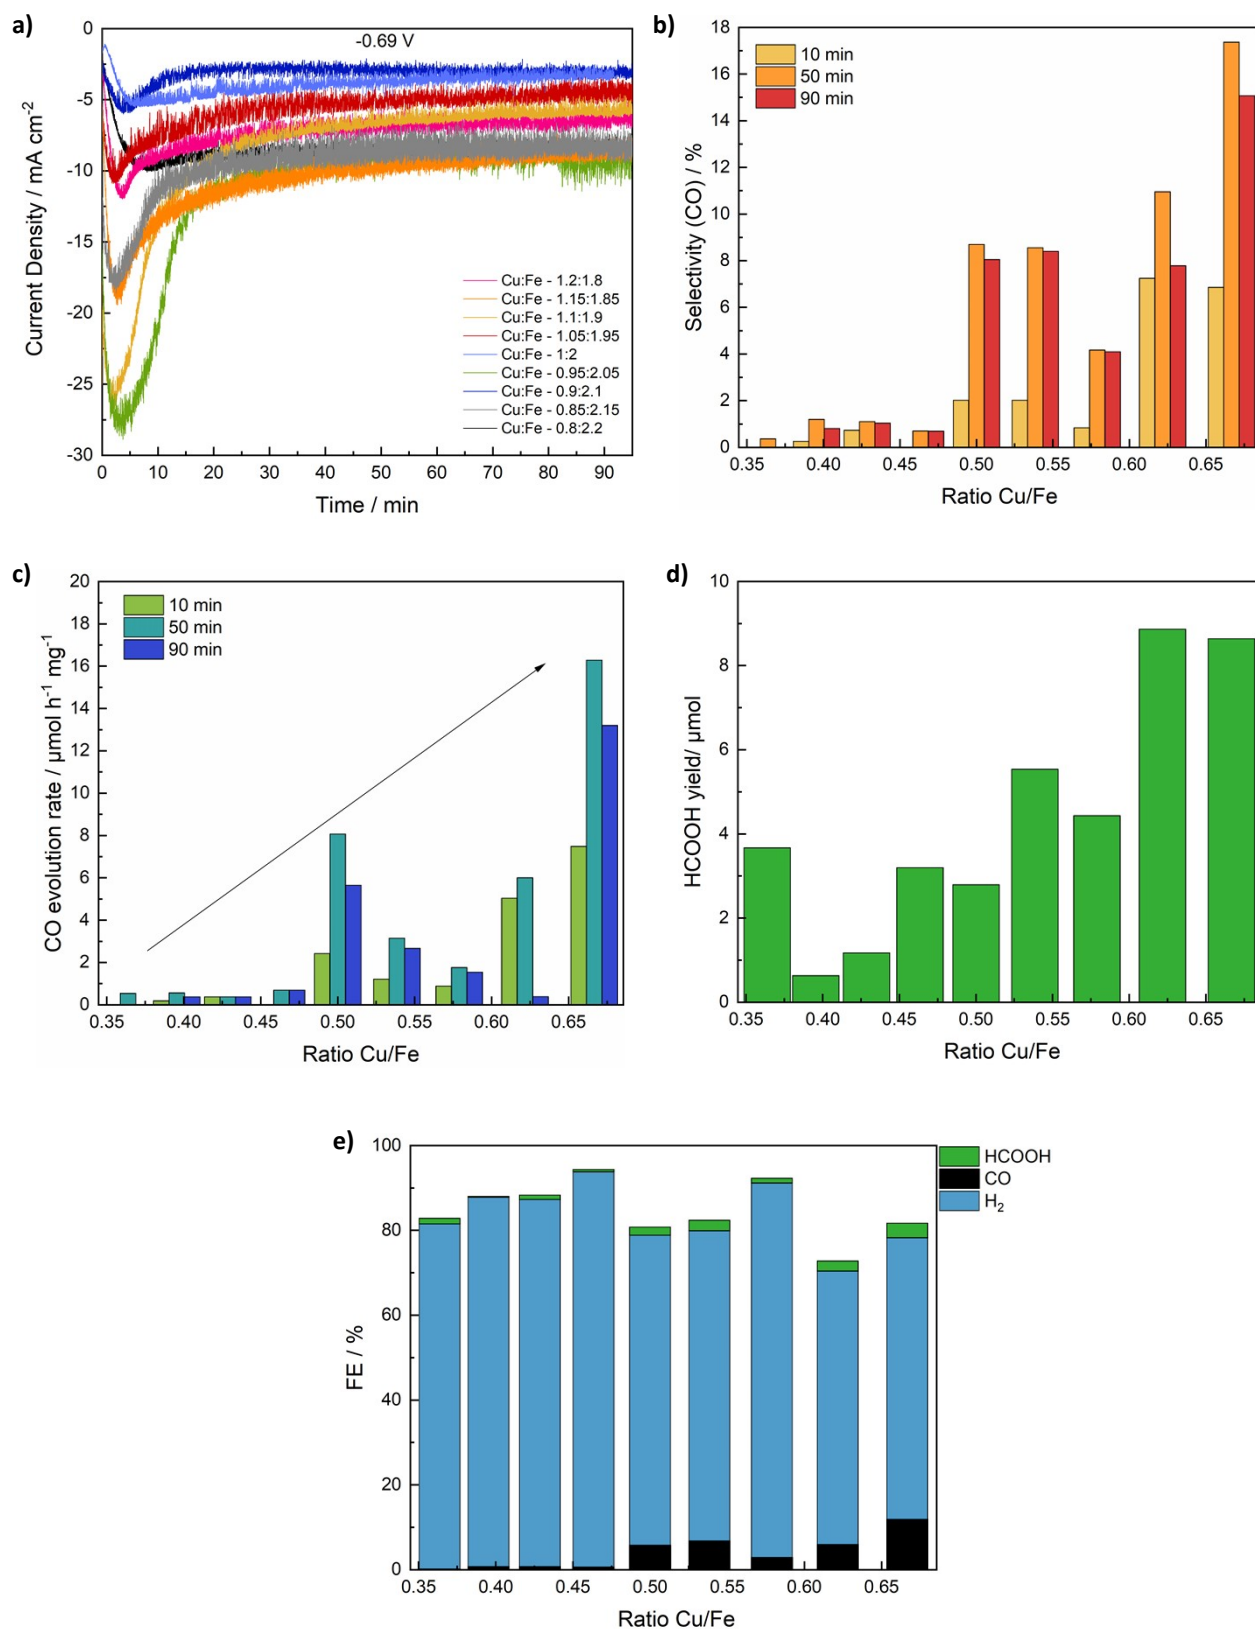 a)
-0.69 V
0
-5
-10
-15
-20
-25
-30
Current Density / mA cm⁻²
Cu:Fe - 1.2:1.8
Cu:Fe - 1.15:1.85
Cu:Fe - 1.1:1.9
Cu:Fe - 1.05:1.95
Cu:Fe - 1:2
Cu:Fe - 0.95:2.05
Cu:Fe - 0.9:2.1
Cu:Fe - 0.85:2.15
Cu:Fe - 0.8:2.2
0 10 20 30 40 50 60 70 80 90
Time / min
b)
18
16
14
12
10
8
6
4
2
0
Selectivity (CO) / %
10 min
50 min
90 min
0.35 0.40 0.45 0.50 0.55 0.60 0.65
Ratio Cu/Fe
c)
20
18
16
14
12
10
8
6
4
2
0
CO evolution rate / µmol h⁻¹ mg⁻¹
10 min
50 min
90 min
0.35 0.40 0.45 0.50 0.55 0.60 0.65
Ratio Cu/Fe
d)
10
8
6
4
2
0
HCOOH yield/ µmol
0.35 0.40 0.45 0.50 0.55 0.60 0.65
Ratio Cu/Fe
e)
100
80
60
40
20
0
FE / %
HCOOH
CO
H₂
0.35 0.40 0.45 0.50 0.55 0.60 0.65
Ratio Cu/Fe